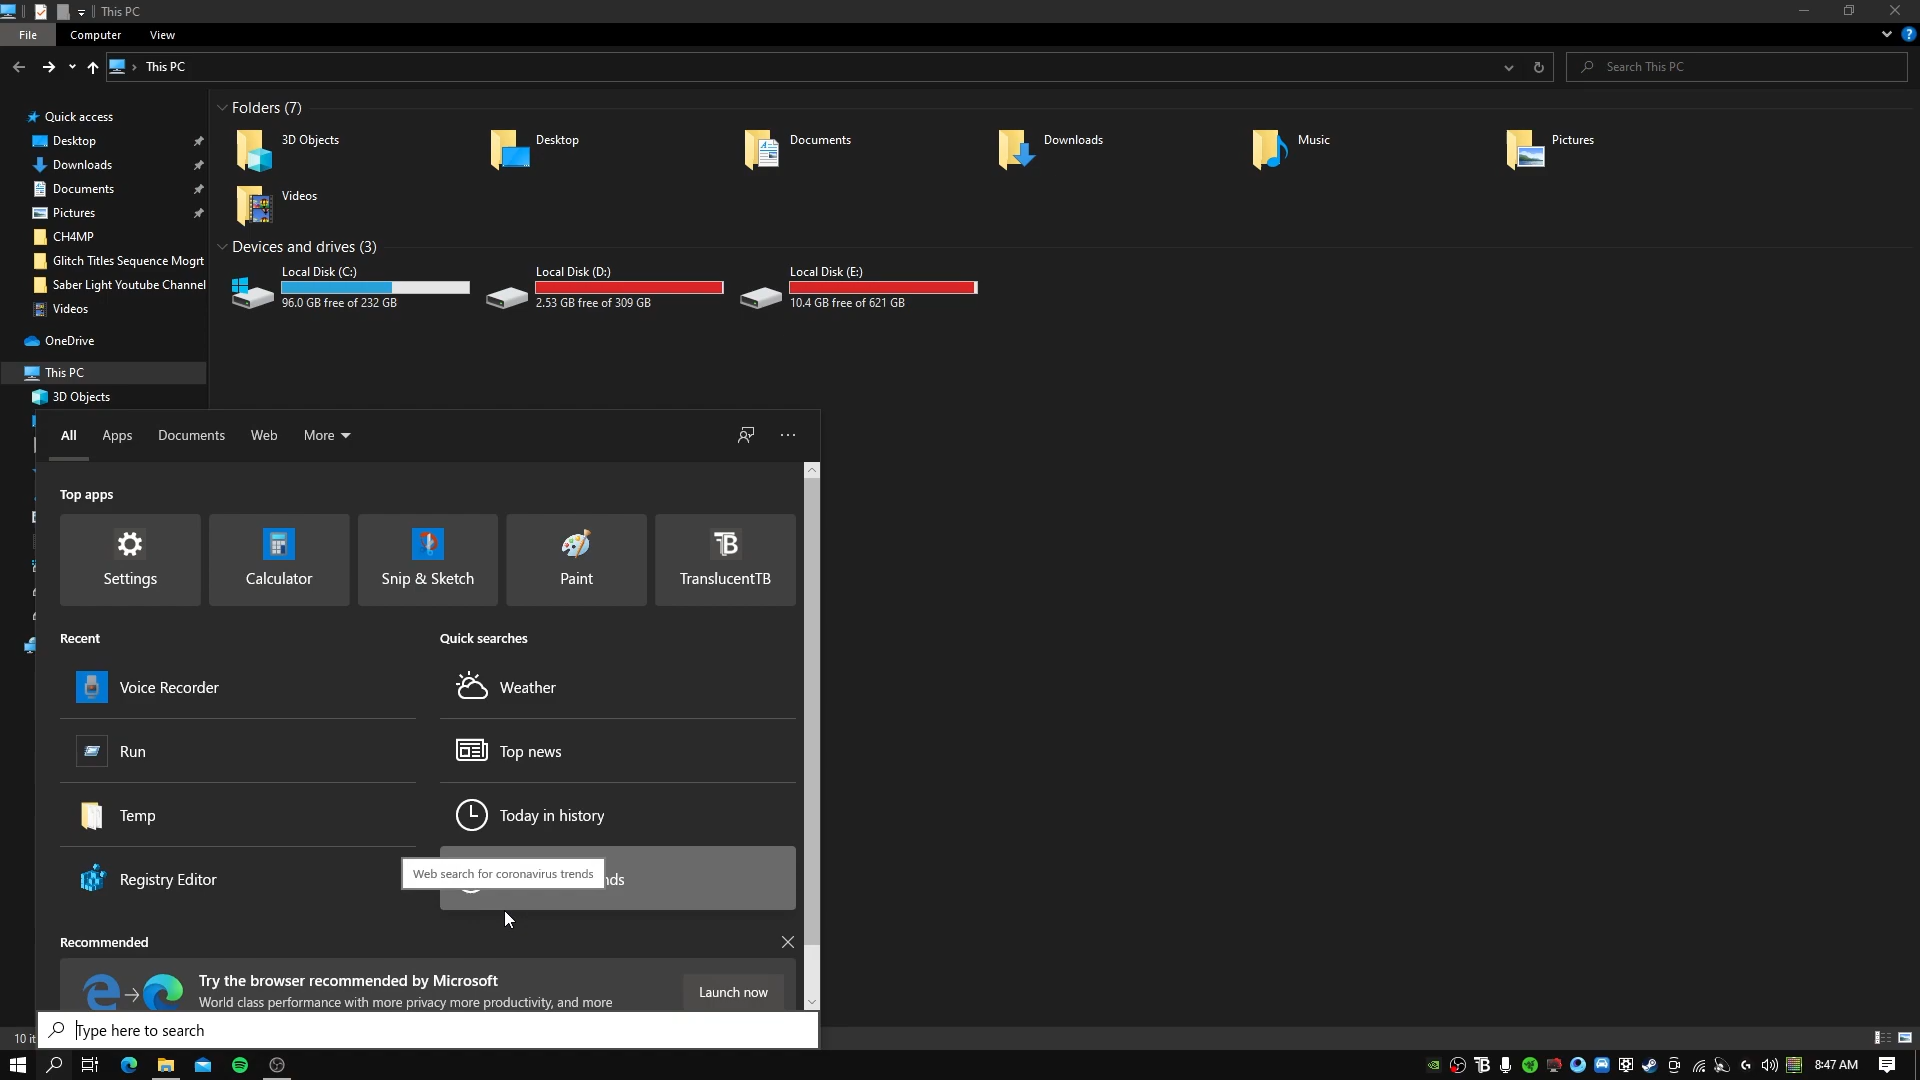 This PC
File
Computer
View
?
This PC
Search This PC
Quick access
Desktop
Downloads
Documents
Pictures
CH4MP
Glitch Titles Sequence Mogrt
Saber Light Youtube Channel
Videos
OneDrive
This PC
3D Objects
Folders (7)
3D Objects
Desktop
Documents
Downloads
Music
Pictures
Videos
Devices and drives (3)
Local Disk (C:)
96.0 GB free of 232 GB
Local Disk (D:)
2.53 GB free of 309 GB
Local Disk (E:)
10.4 GB free of 621 GB
All
Apps
Documents
Web
More
Top apps
Settings
Calculator
Snip & Sketch
Paint
TB
TranslucentTB
Recent
Voice Recorder
Run
Temp
Registry Editor
Quick searches
Weather
Top news
Today in history
Web search for coronavirus trends
Recommended
Try the browser recommended by Microsoft
World class performance with more privacy more productivity, and more
Launch now
Type here to search
8:47 AM